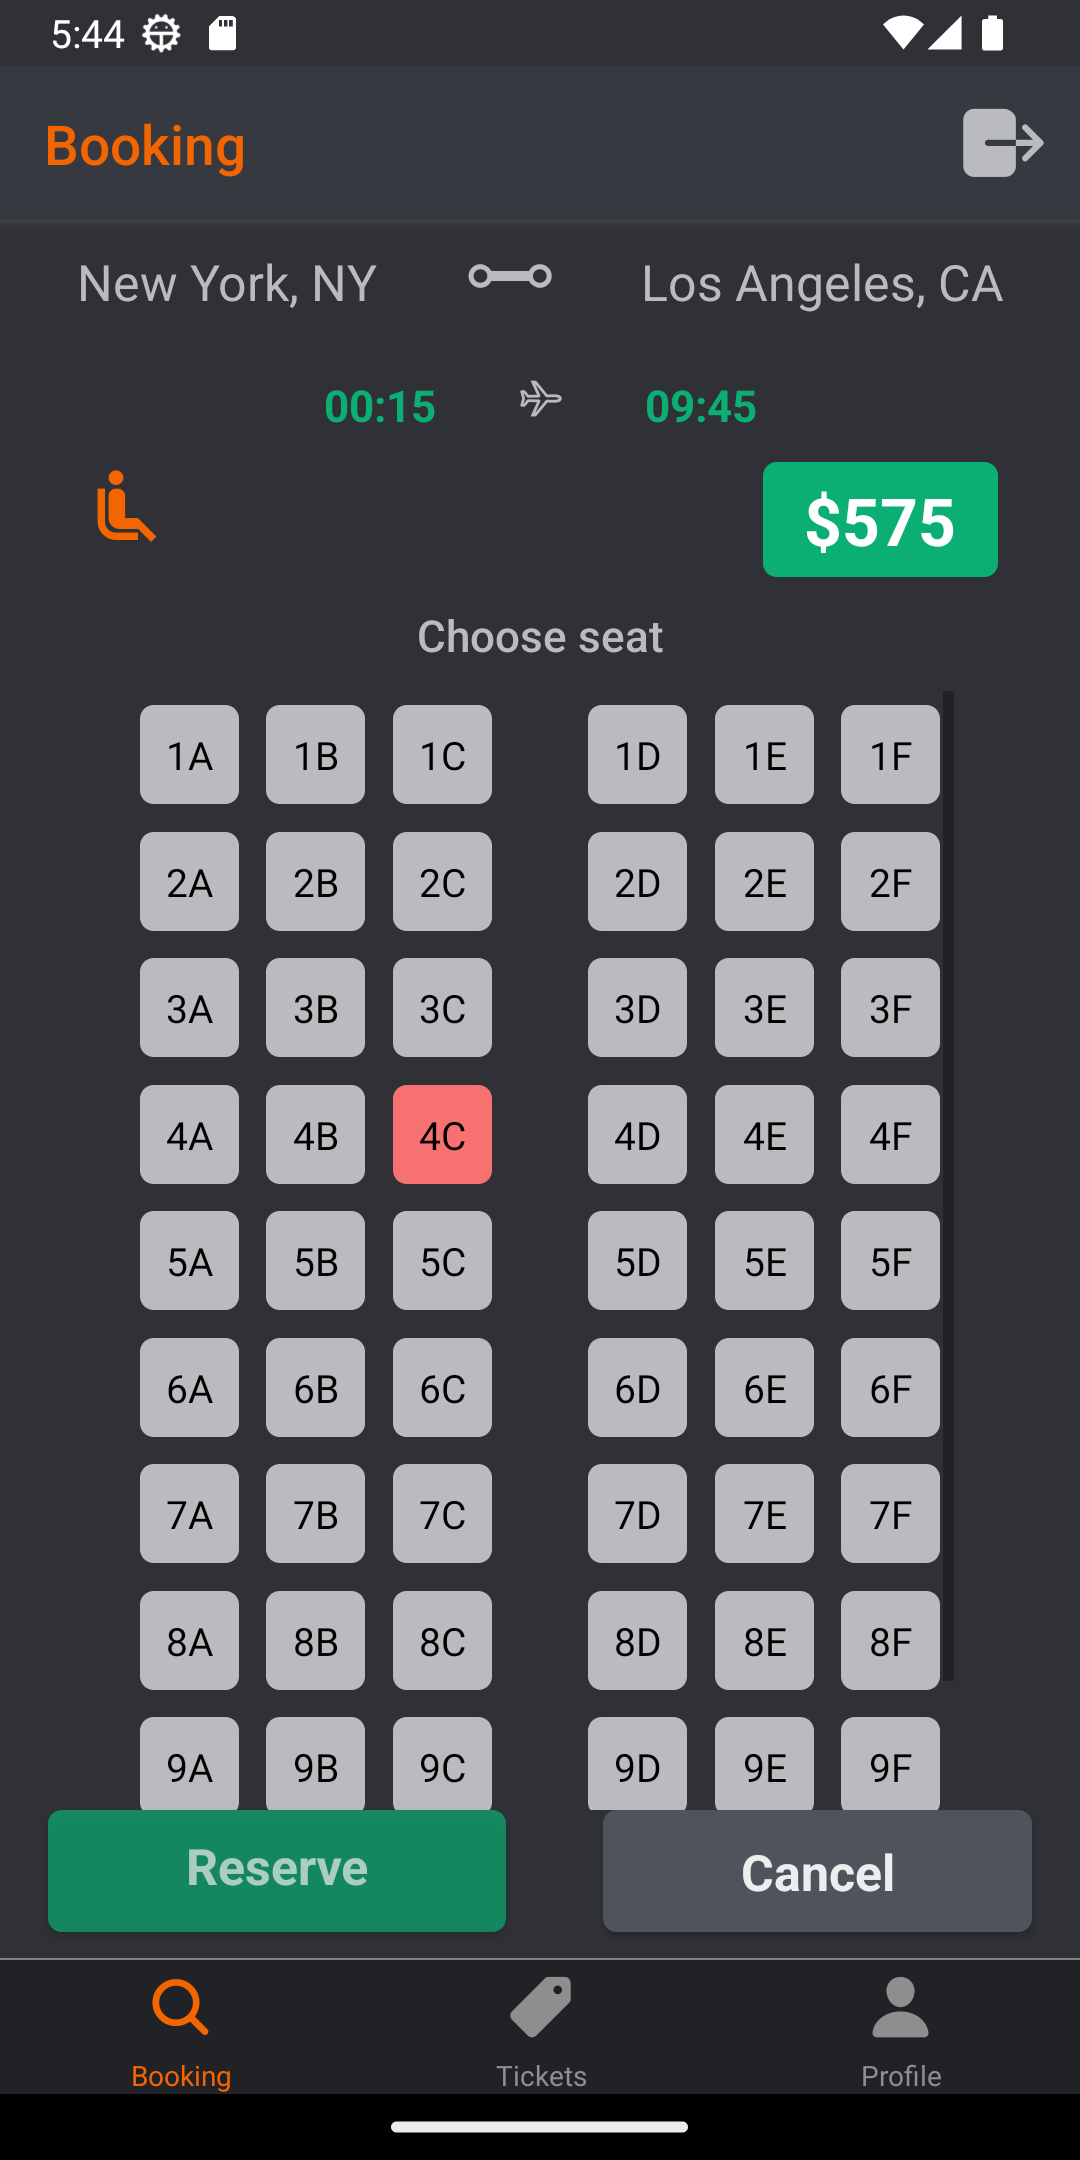 5:44
Booking
New York, NY Los Angeles, CA
00:15 09:45
$575
Choose seat
1A 1B 1C 1D 1E 1F
2A 2B 2C 2D 2E 2F
3A 3B 3C 3D 3E 3F
4A 4B 4C 4D 4E 4F
5A 5B 5C 5D 5E 5F
6A 6B 6C 6D 6E 6F
7A 7B 7C 7D 7E 7F
8A 8B 8C 8D 8E 8F
9A 9B 9C 9D 9E 9F
Reserve Cancel
Booking Tickets Profile